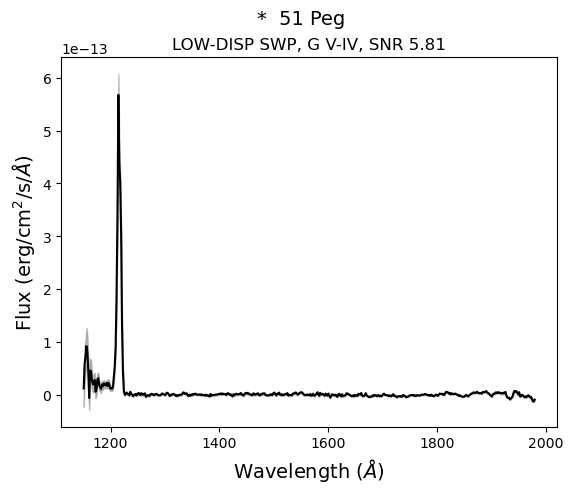 * 51 Peg
LOW-DISP SWP, G V-IV, SNR 5.81
1e−13
6
5
4
3
2
1
0
Flux (erg/cm²/s/Å)
1200 1400 1600 1800 2000
Wavelength (Å)